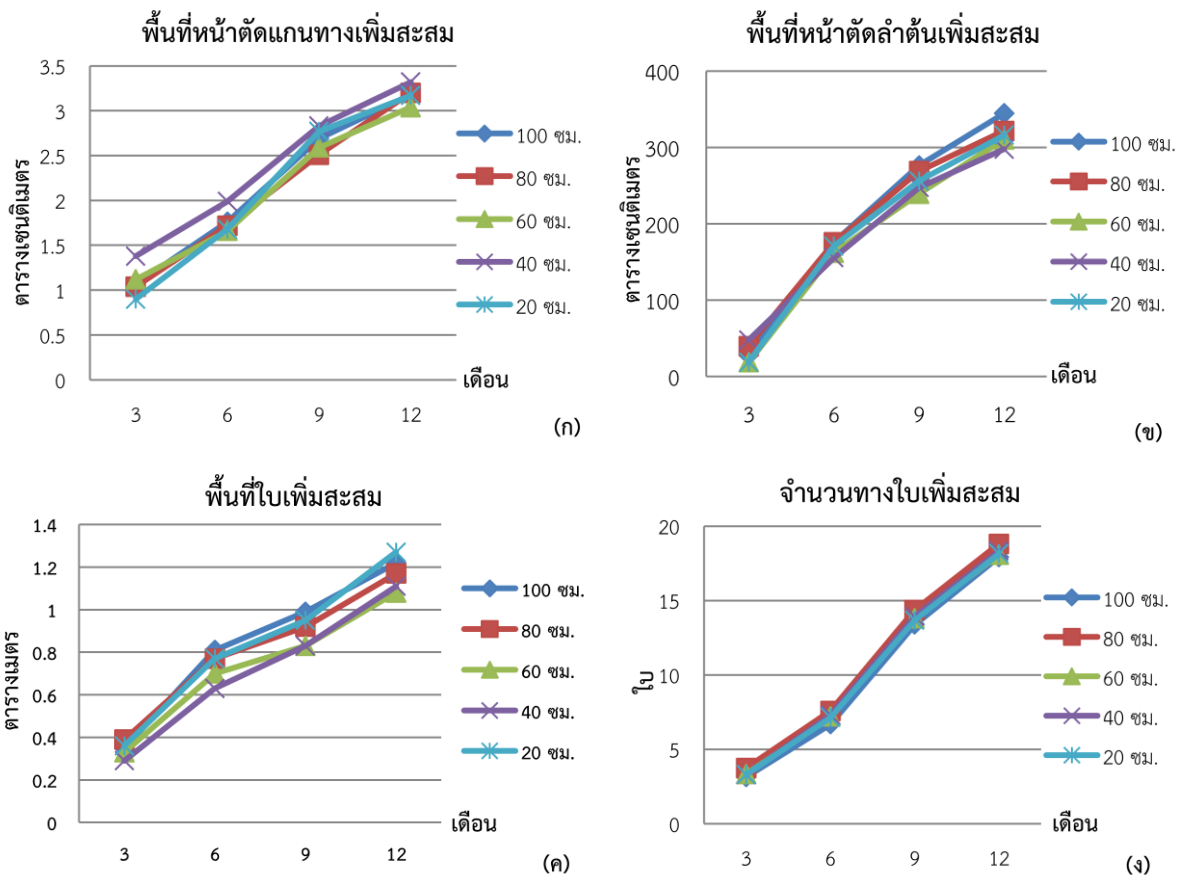 พื้นที่หน้าตัดแกนทางเพิ่มสะสม
ตารางเซนติเมตร
3.5
3
2.5
2
1.5
1
0.5
0
3 6 9 12
เดือน
100 ซม.
80 ซม.
60 ซม.
40 ซม.
20 ซม.
(ก)
พื้นที่หน้าตัดลำต้นเพิ่มสะสม
ตารางเซนติเมตร
400
300
200
100
0
3 6 9 12
เดือน
100 ซม.
80 ซม.
60 ซม.
40 ซม.
20 ซม.
(ข)
พื้นที่ใบเพิ่มสะสม
ตารางเมตร
1.4
1.2
1
0.8
0.6
0.4
0.2
0
3 6 9 12
เดือน
100 ซม.
80 ซม.
60 ซม.
40 ซม.
20 ซม.
(ค)
จำนวนทางใบเพิ่มสะสม
ใบ
20
15
10
5
0
3 6 9 12
เดือน
100 ซม.
80 ซม.
60 ซม.
40 ซม.
20 ซม.
(ง)